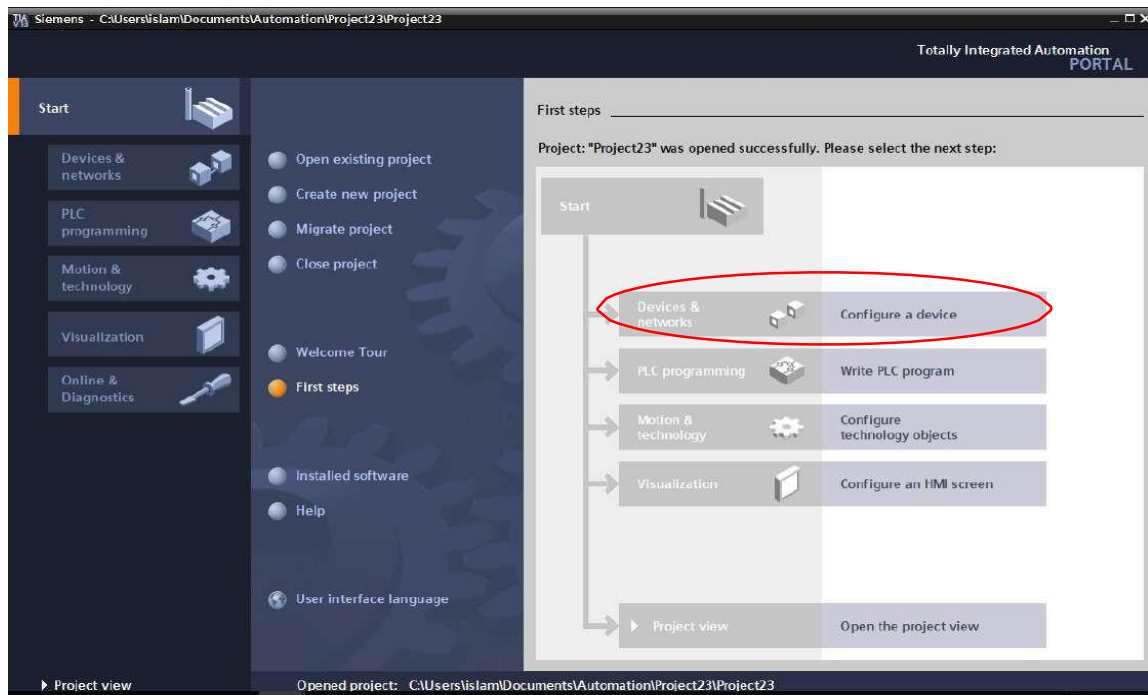 Siemens - C:\Users\islam\Documents\Automation\Project23\Project23
Totally Integrated Automation
PORTAL
Start
Devices &
networks
PLC
programming
Motion &
technology
Visualization
Online &
Diagnostics
Open existing project
Create new project
Migrate project
Close project
Welcome Tour
First steps
Installed software
Help
User interface language
First steps
Project: "Project23" was opened successfully. Please select the next step:
Start
Devices &
networks
Configure a device
PLC programming
Write PLC program
Motion &
technology
Configure
technology objects
Visualization
Configure an HMI screen
Project view
Open the project view
Project view
Opened project: C:\Users\islam\Documents\Automation\Project23\Project23